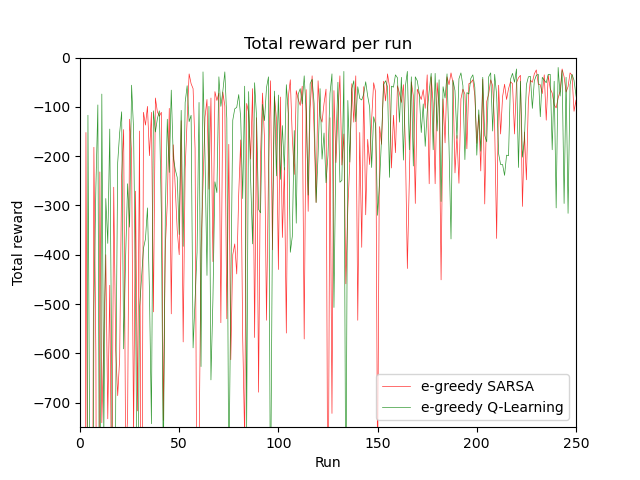 Total reward per run
Total reward
0
−100
−200
−300
−400
−500
−600
−700
0
50
100
150
200
250
Run
e-greedy SARSA
e-greedy Q-Learning